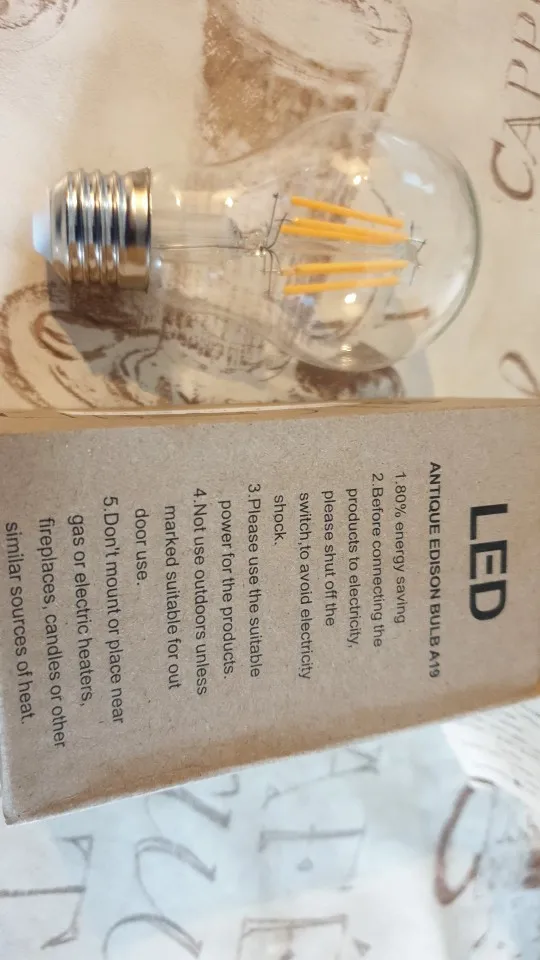 LED
ANTIQUE EDISON BULB A19
1.80% energy saving
2.Before connecting the
products to electricity,
please shut off the
switch,to avoid electricity
shock.
3.Please use the suitable
power for the products.
4.Not use outdoors unless
marked suitable for out
door use.
5.Don't mount or place near
gas or electric heaters,
fireplaces, candles or other
similar sources of heat.
CAPP